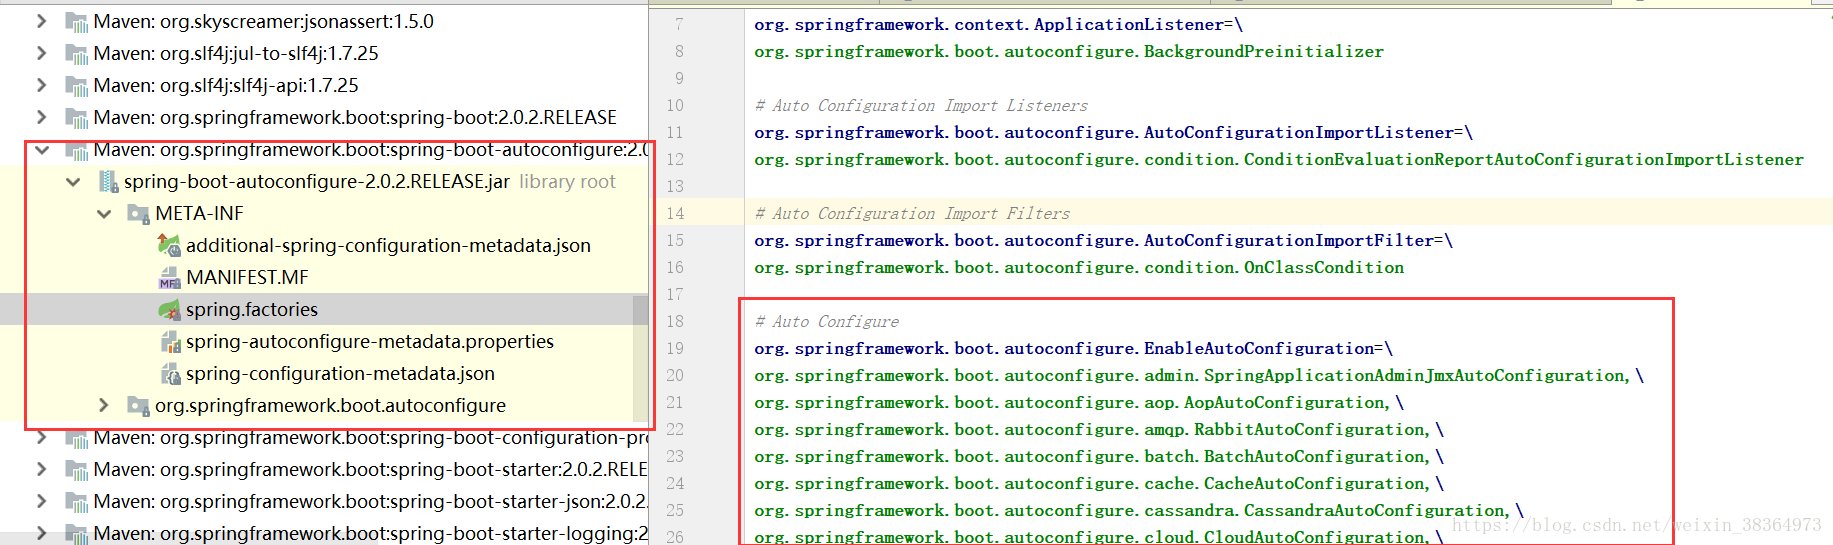 Maven: org.skyscreamer:jsonassert:1.5.0
Maven: org.slf4j:jul-to-slf4j:1.7.25
Maven: org.slf4j:slf4j-api:1.7.25
Maven: org.springframework.boot:spring-boot:2.0.2.RELEASE
Maven: org.springframework.boot:spring-boot-autoconfigure:2.0
spring-boot-autoconfigure-2.0.2.RELEASE.jar library root
META-INF
additional-spring-configuration-metadata.json
MANIFEST.MF
spring.factories
spring-autoconfigure-metadata.properties
spring-configuration-metadata.json
org.springframework.boot.autoconfigure
Maven: org.springframework.boot:spring-boot-configuration-pro
Maven: org.springframework.boot:spring-boot-starter:2.0.2.RELE
Maven: org.springframework.boot:spring-boot-starter-json:2.0.2.
Maven: org.springframework.boot:spring-boot-starter-logging:2
7 org.springframework.context.ApplicationListener=\
8 org.springframework.boot.autoconfigure.BackgroundPreinitializer
9
10 # Auto Configuration Import Listeners
11 org.springframework.boot.autoconfigure.AutoConfigurationImportListener=\
12 org.springframework.boot.autoconfigure.condition.ConditionEvaluationReportAutoConfigurationImportListener
13
14 # Auto Configuration Import Filters
15 org.springframework.boot.autoconfigure.AutoConfigurationImportFilter=\
16 org.springframework.boot.autoconfigure.condition.OnClassCondition
17
18 # Auto Configure
19 org.springframework.boot.autoconfigure.EnableAutoConfiguration=\
20 org.springframework.boot.autoconfigure.admin.SpringApplicationAdminJmxAutoConfiguration,\
21 org.springframework.boot.autoconfigure.aop.AopAutoConfiguration,\
22 org.springframework.boot.autoconfigure.amqp.RabbitAutoConfiguration,\
23 org.springframework.boot.autoconfigure.batch.BatchAutoConfiguration,\
24 org.springframework.boot.autoconfigure.cache.CacheAutoConfiguration,\
25 org.springframework.boot.autoconfigure.cassandra.CassandraAutoConfiguration,\
26 org.springframework.boot.autoconfigure.cloud.CloudAutoConfiguration,\
https://blog.csdn.net/weixin_38364973